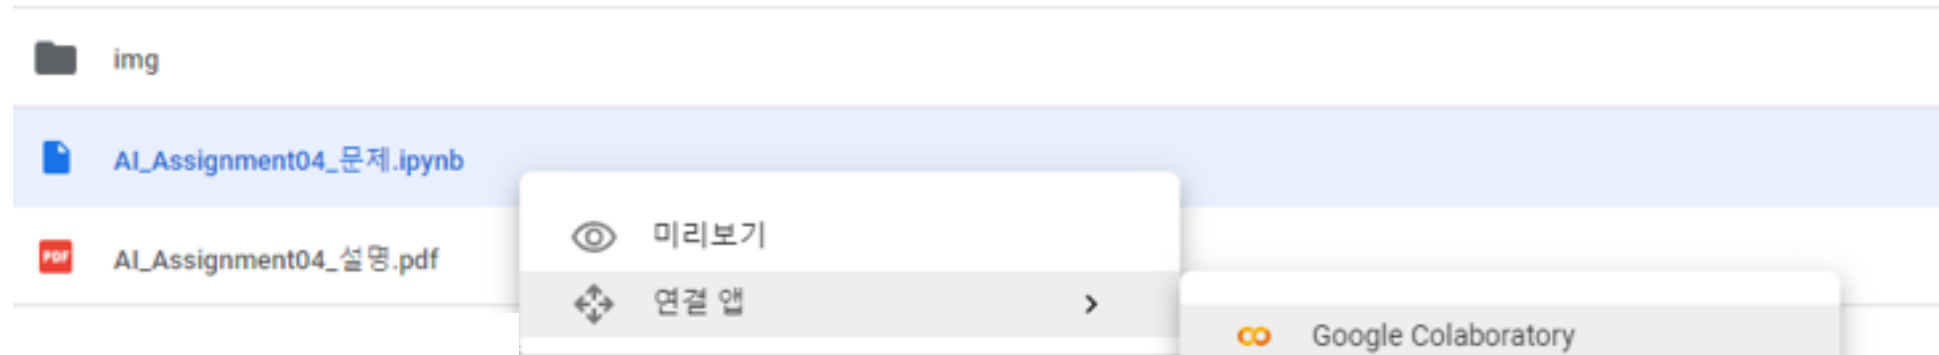 img
AI_Assignment04_문제.ipynb
미리보기
PDF
AI_Assignment04_설명.pdf
연결 앱
Google Colaboratory